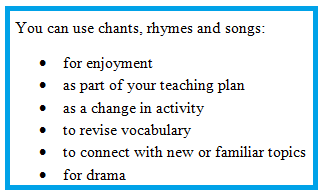 You can use chants, rhymes and songs:
• for enjoyment
• as part of your teaching plan
• as a change in activity
• to revise vocabulary
• to connect with new or familiar topics
• for drama